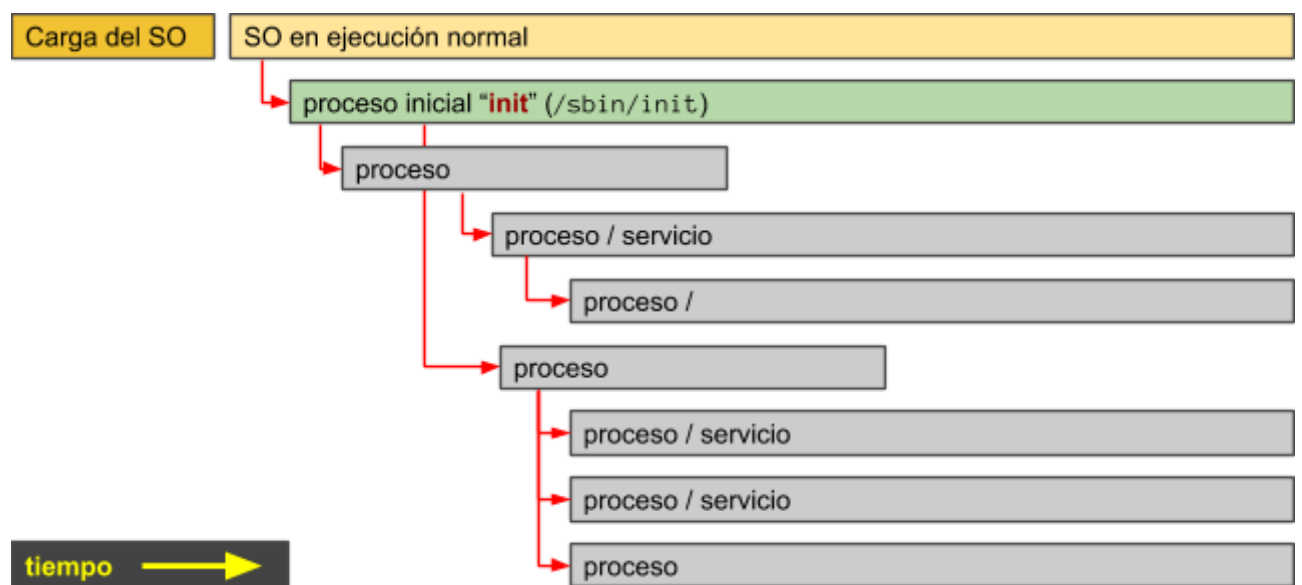 Carga del SO
SO en ejecución normal
proceso inicial “init” (/sbin/init)
proceso
proceso / servicio
proceso /
proceso
proceso / servicio
proceso / servicio
proceso
tiempo